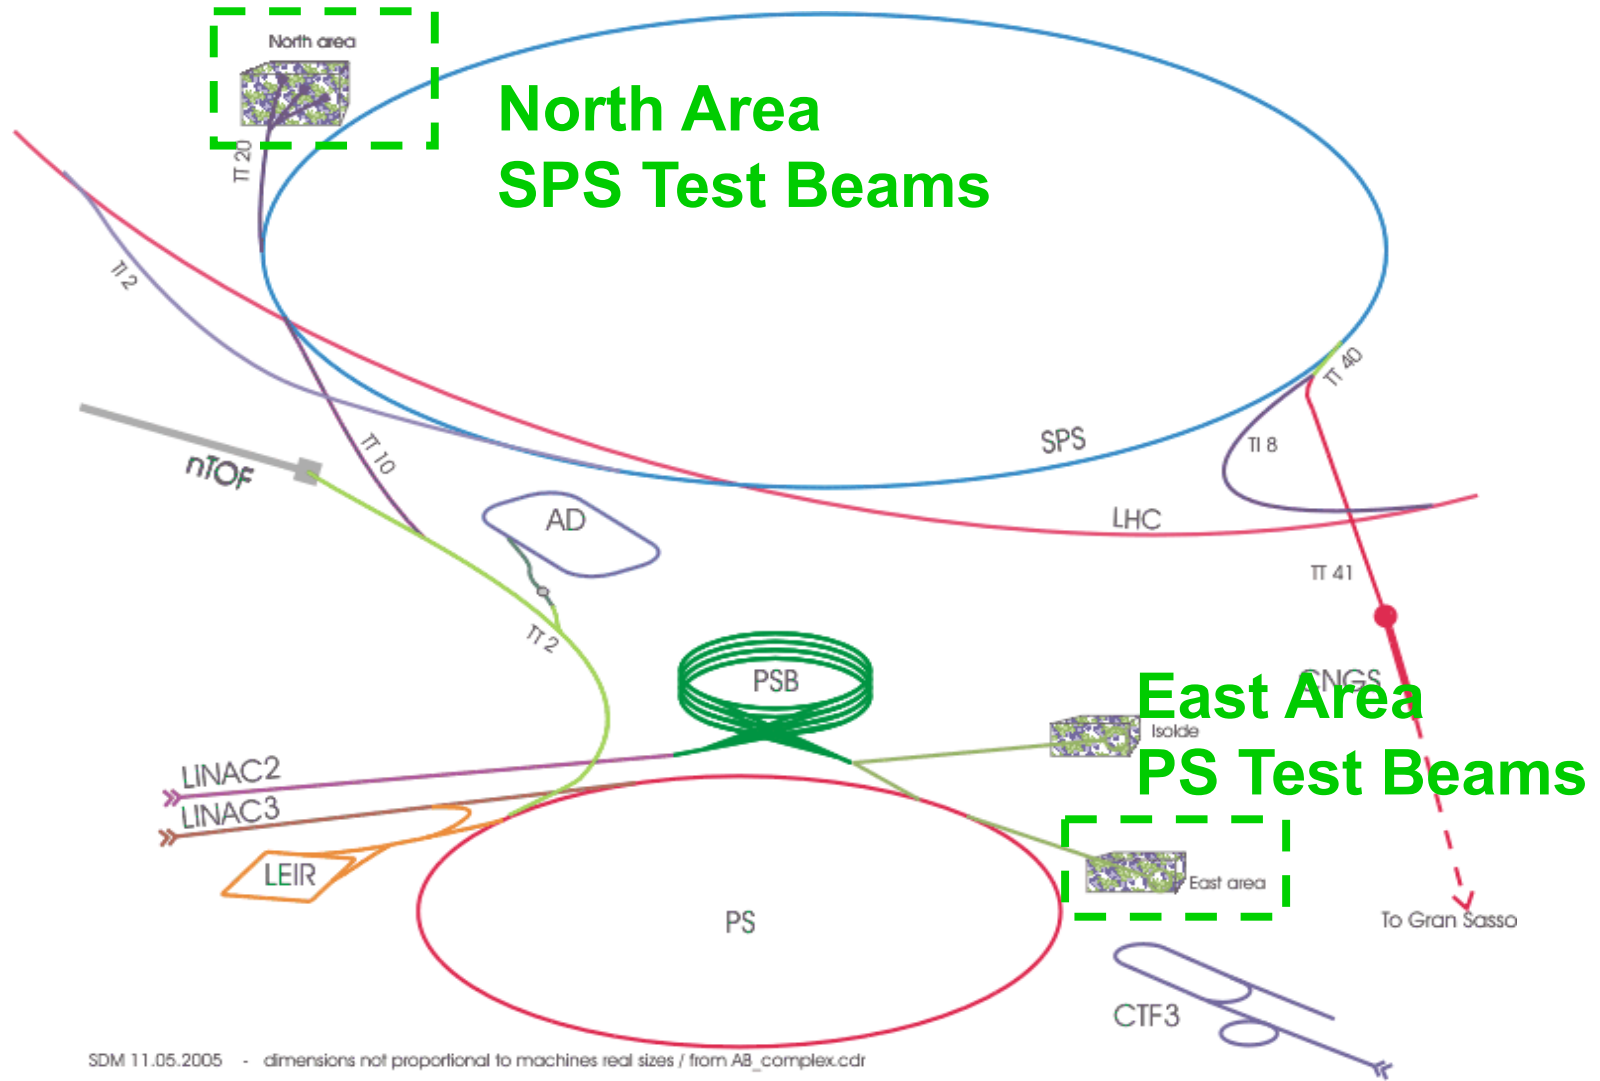 North area
North Area
SPS Test Beams
TT 20
TI 2
TT 40
SPS
TI 8
TT 10
nTOF
AD
LHC
TT 41
TT 2
PSB
CNGS
East Area
Isolde
PS Test Beams
LINAC2
LINAC3
LEIR
East area
PS
To Gran Sasso
CTF3
SDM 11.05.2005 - dimensions not proportional to machines real sizes / from AB_complex.cdr